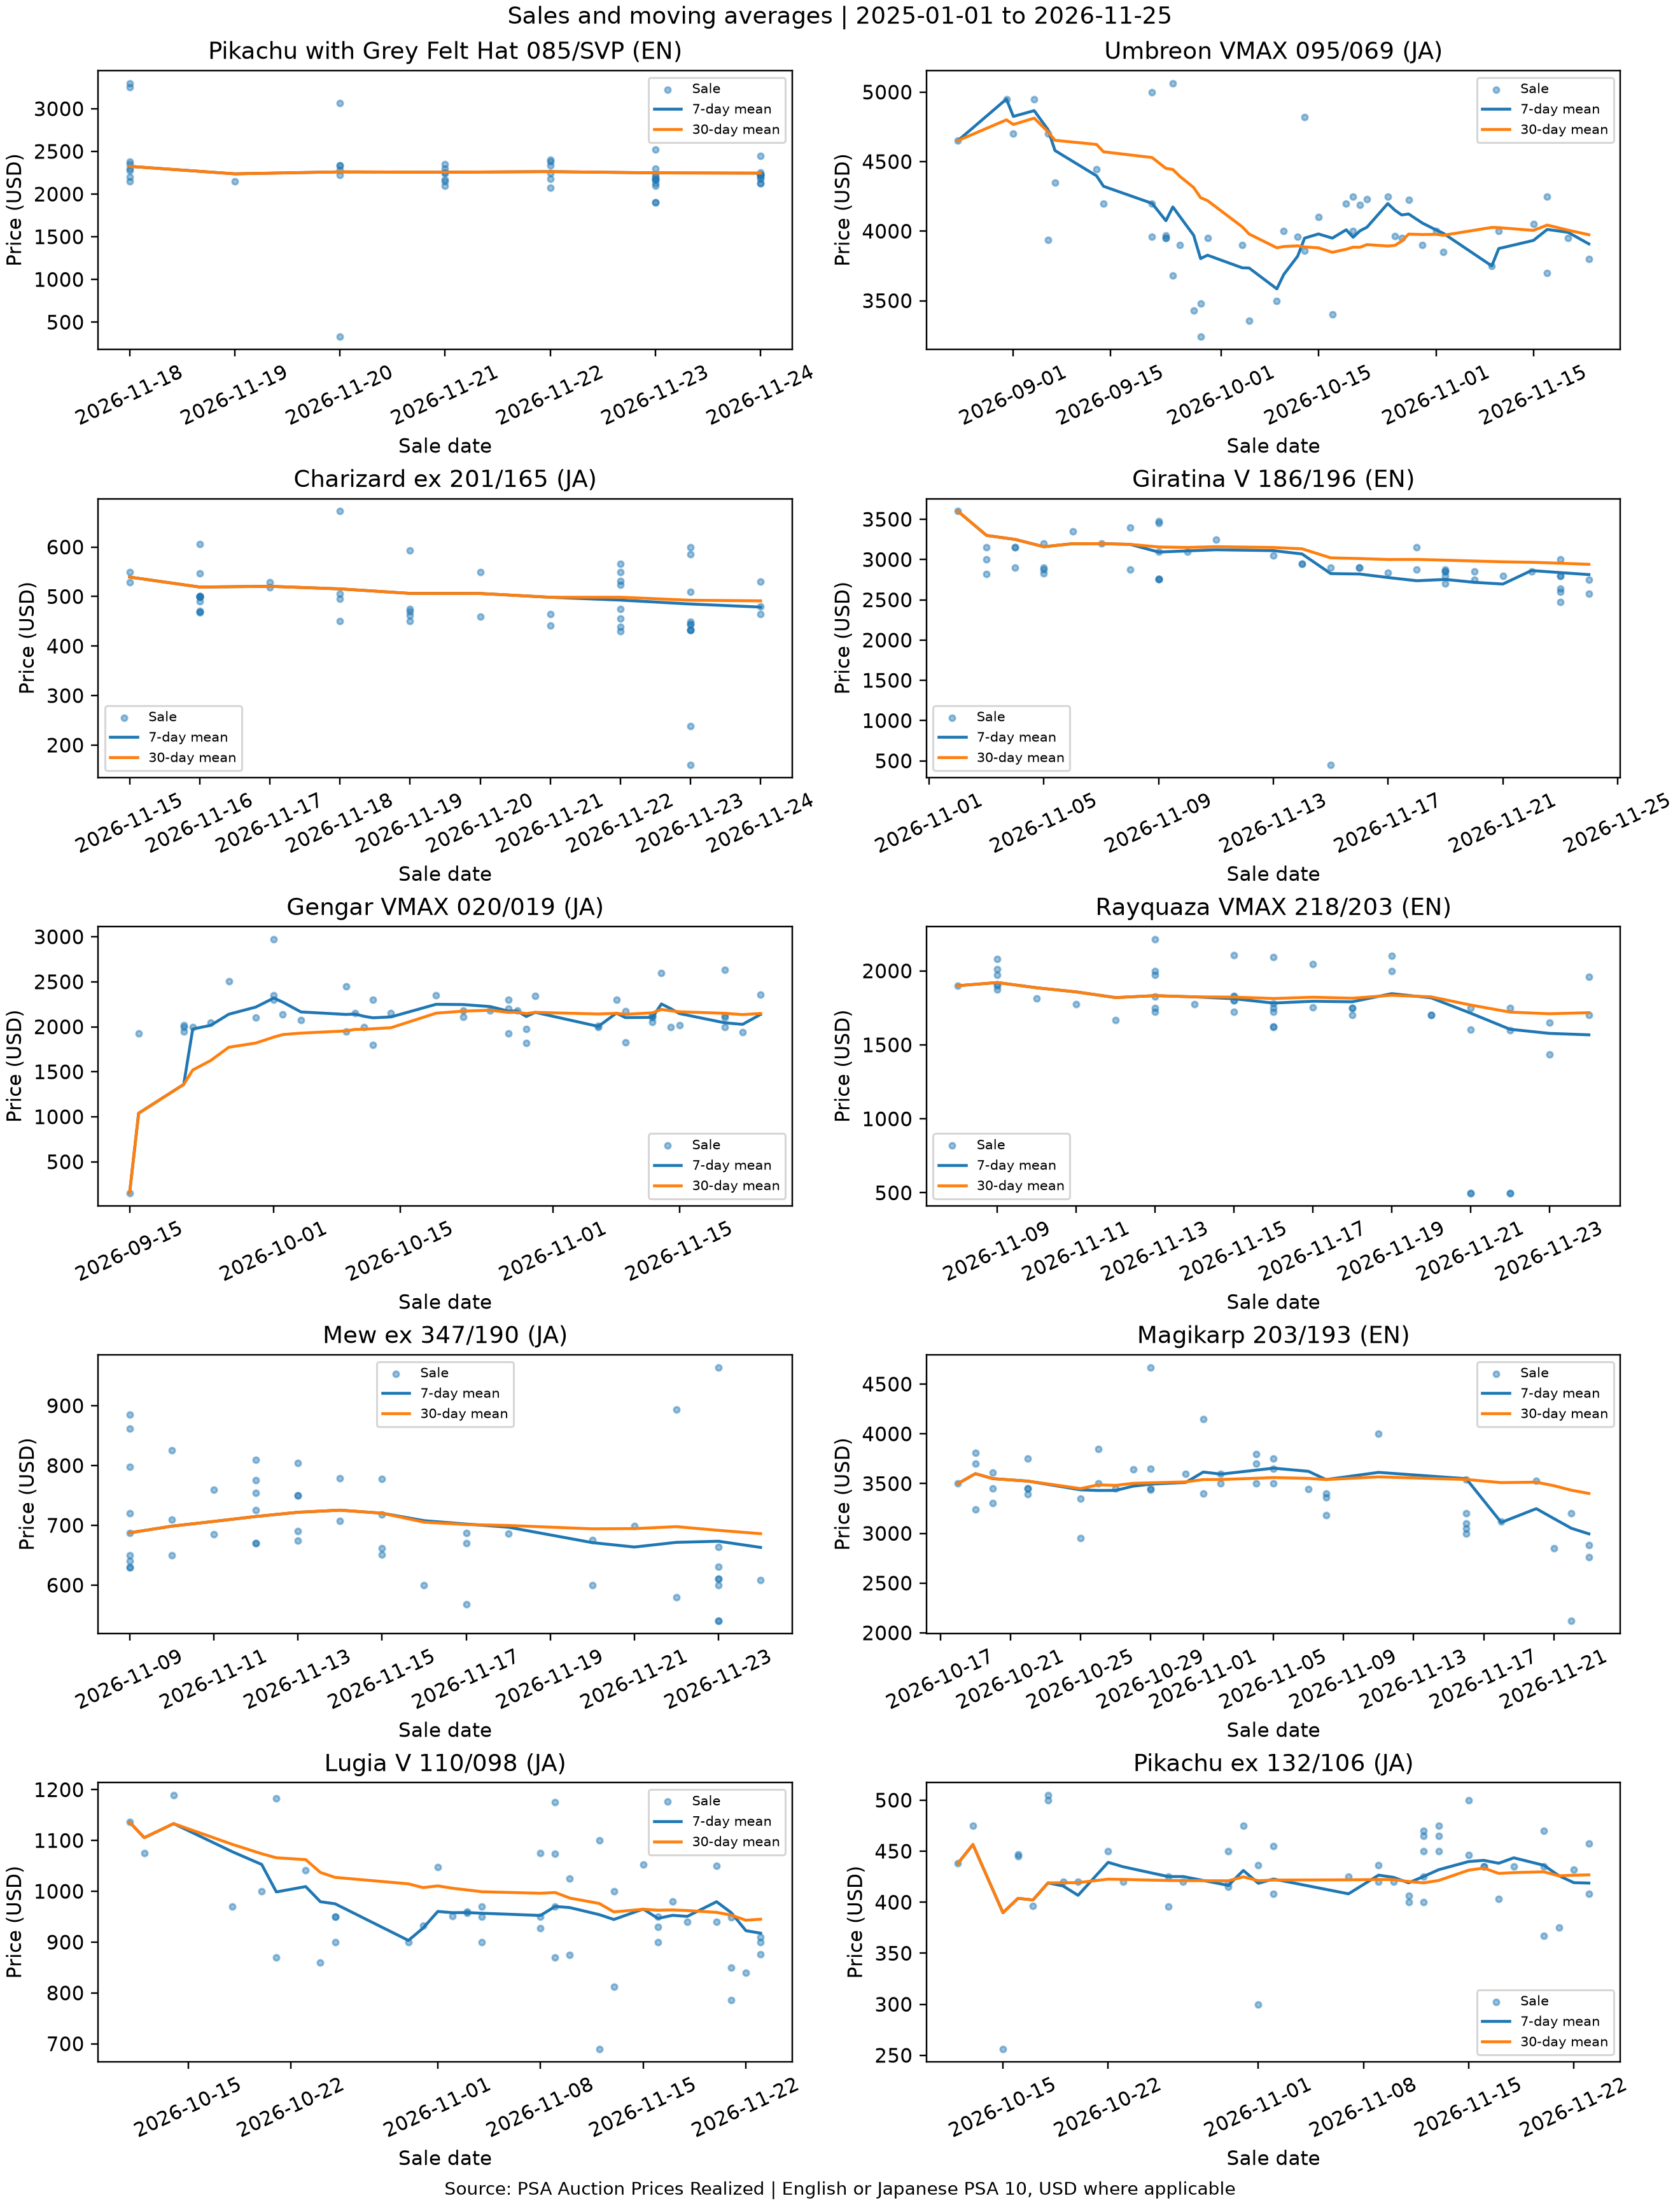 Sales and moving averages | 2025-01-01 to 2026-11-25
Pikachu with Grey Felt Hat 085/SVP (EN)
Price (USD)
3000
2500
2000
1500
1000
500
Sale
7-day mean
30-day mean
2026-11-18
2026-11-19
2026-11-20
2026-11-21
2026-11-22
2026-11-23
2026-11-24
Sale date
Umbreon VMAX 095/069 (JA)
Price (USD)
5000
4500
4000
3500
Sale
7-day mean
30-day mean
2026-09-01
2026-09-15
2026-10-01
2026-10-15
2026-11-01
2026-11-15
Sale date
Charizard ex 201/165 (JA)
Price (USD)
600
500
400
300
200
Sale
7-day mean
30-day mean
2026-11-15
2026-11-16
2026-11-17
2026-11-18
2026-11-19
2026-11-20
2026-11-21
2026-11-22
2026-11-23
2026-11-24
Sale date
Giratina V 186/196 (EN)
Price (USD)
3500
3000
2500
2000
1500
1000
500
Sale
7-day mean
30-day mean
2026-11-01
2026-11-05
2026-11-09
2026-11-13
2026-11-17
2026-11-21
2026-11-25
Sale date
Gengar VMAX 020/019 (JA)
Price (USD)
3000
2500
2000
1500
1000
500
Sale
7-day mean
30-day mean
2026-09-15
2026-10-01
2026-10-15
2026-11-01
2026-11-15
Sale date
Rayquaza VMAX 218/203 (EN)
Price (USD)
2000
1500
1000
500
Sale
7-day mean
30-day mean
2026-11-09
2026-11-11
2026-11-13
2026-11-15
2026-11-17
2026-11-19
2026-11-21
2026-11-23
Sale date
Mew ex 347/190 (JA)
Price (USD)
900
800
700
600
Sale
7-day mean
30-day mean
2026-11-09
2026-11-11
2026-11-13
2026-11-15
2026-11-17
2026-11-19
2026-11-21
2026-11-23
Sale date
Magikarp 203/193 (EN)
Price (USD)
4500
4000
3500
3000
2500
2000
Sale
7-day mean
30-day mean
2026-10-17
2026-10-21
2026-10-25
2026-10-29
2026-11-01
2026-11-05
2026-11-09
2026-11-13
2026-11-17
2026-11-21
Sale date
Lugia V 110/098 (JA)
Price (USD)
1200
1100
1000
900
800
700
Sale
7-day mean
30-day mean
2026-10-15
2026-10-22
2026-11-01
2026-11-08
2026-11-15
2026-11-22
Sale date
Pikachu ex 132/106 (JA)
Price (USD)
500
450
400
350
300
250
Sale
7-day mean
30-day mean
2026-10-15
2026-10-22
2026-11-01
2026-11-08
2026-11-15
2026-11-22
Sale date
Source: PSA Auction Prices Realized | English or Japanese PSA 10, USD where applicable